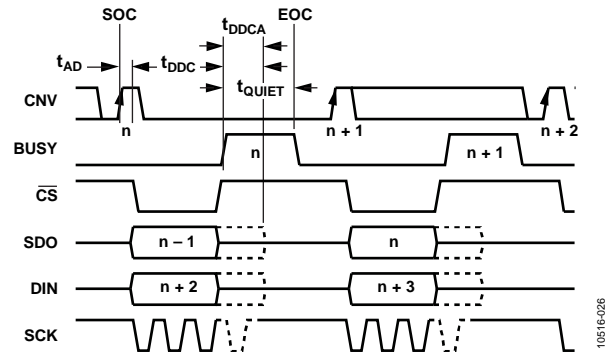 SOC EOC
tDDCA
tAD tDDC
tQUIET
CNV
n n + 1 n + 2
BUSY n n + 1
CS
SDO n – 1 n
DIN n + 2 n + 3
SCK
10516-026